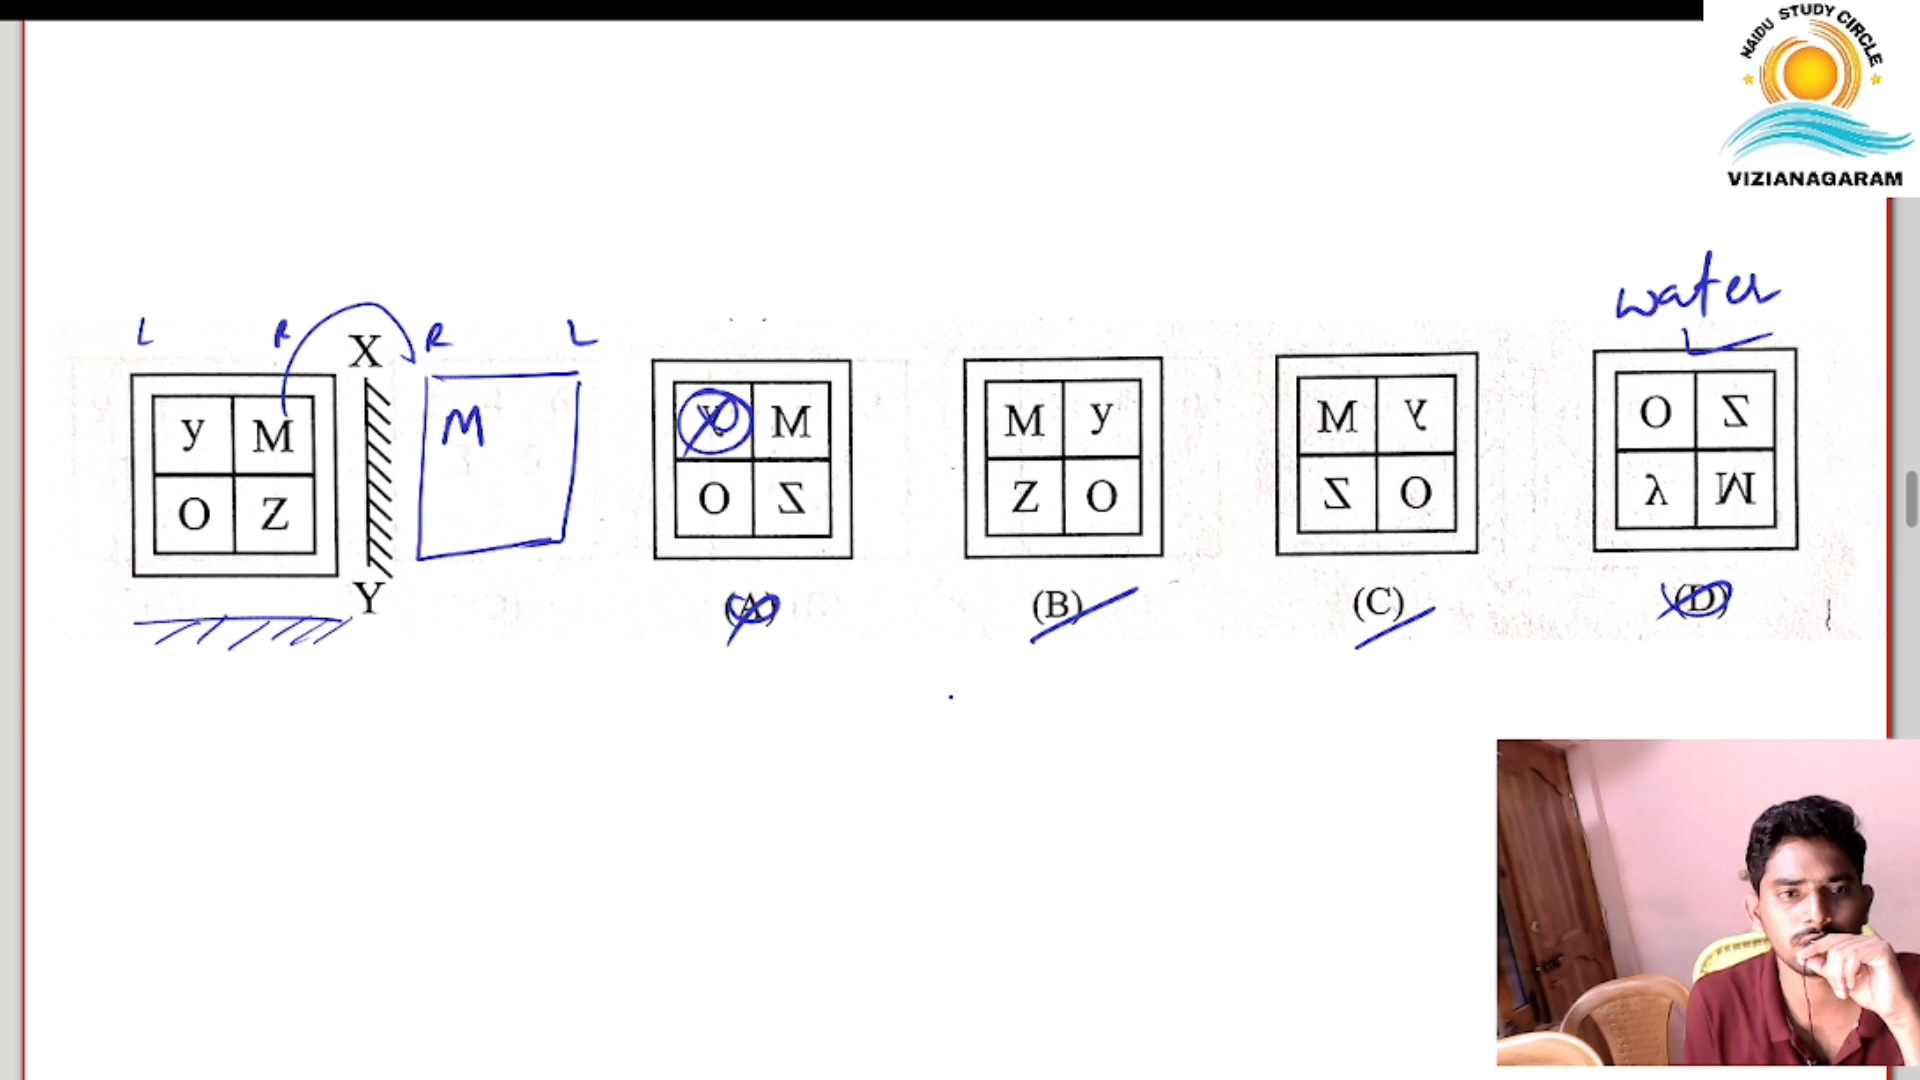 NAIDU STUDY CIRCLE
VIZIANAGARAM
water
L R R L
X
y M
O Z
Y
M
M
O Z
(A)
M y
Z O
(B)
M y
Z O
(C)
O Z
y M
(D)